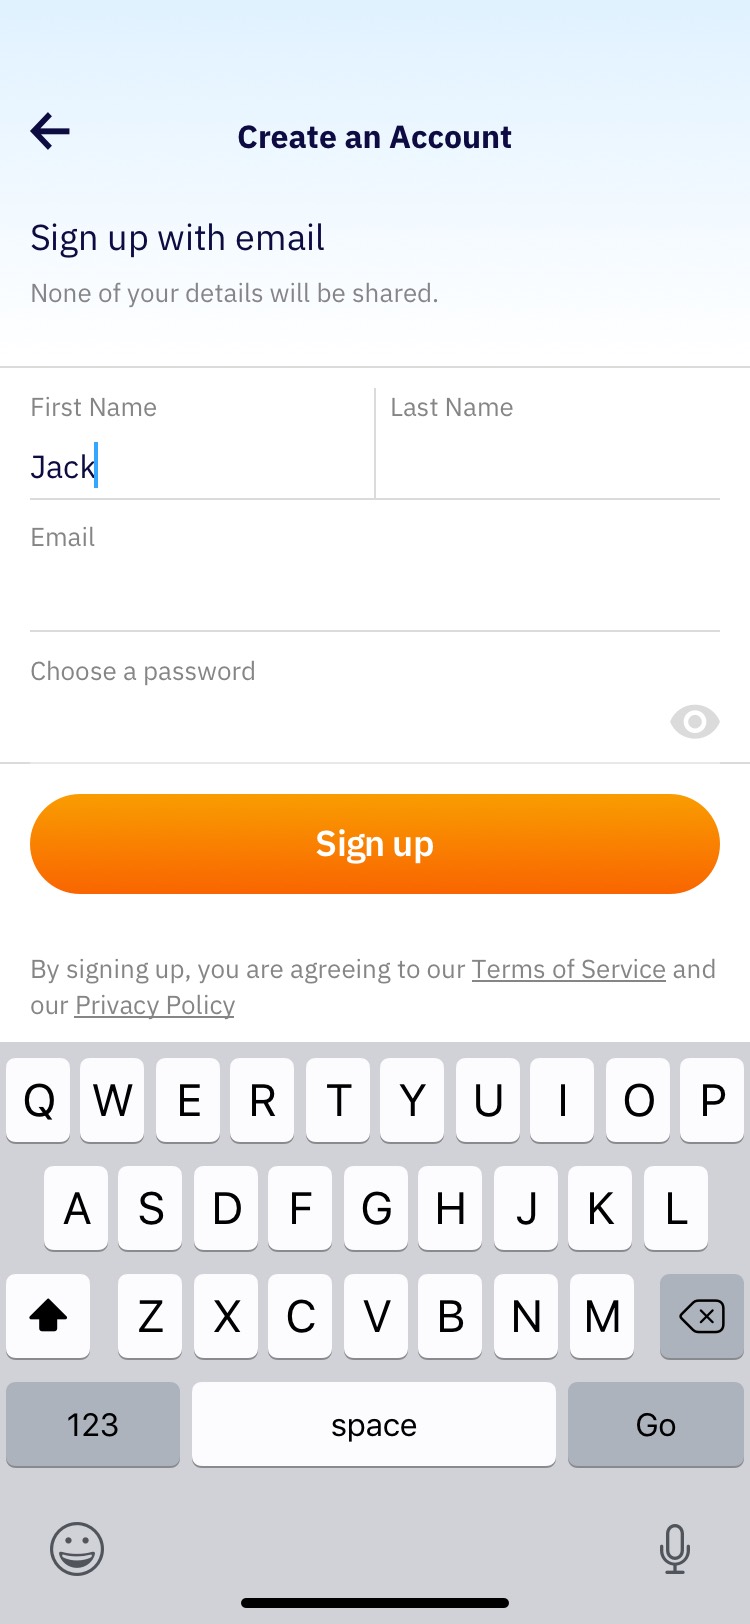 Create an Account
Sign up with email
None of your details will be shared.
First Name
Last Name
Jack
Email
Choose a password
Sign up
By signing up, you are agreeing to our Terms of Service and
our Privacy Policy
Q W E R T Y U I O P
A S D F G H J K L
Z X C V B N M
123 space Go